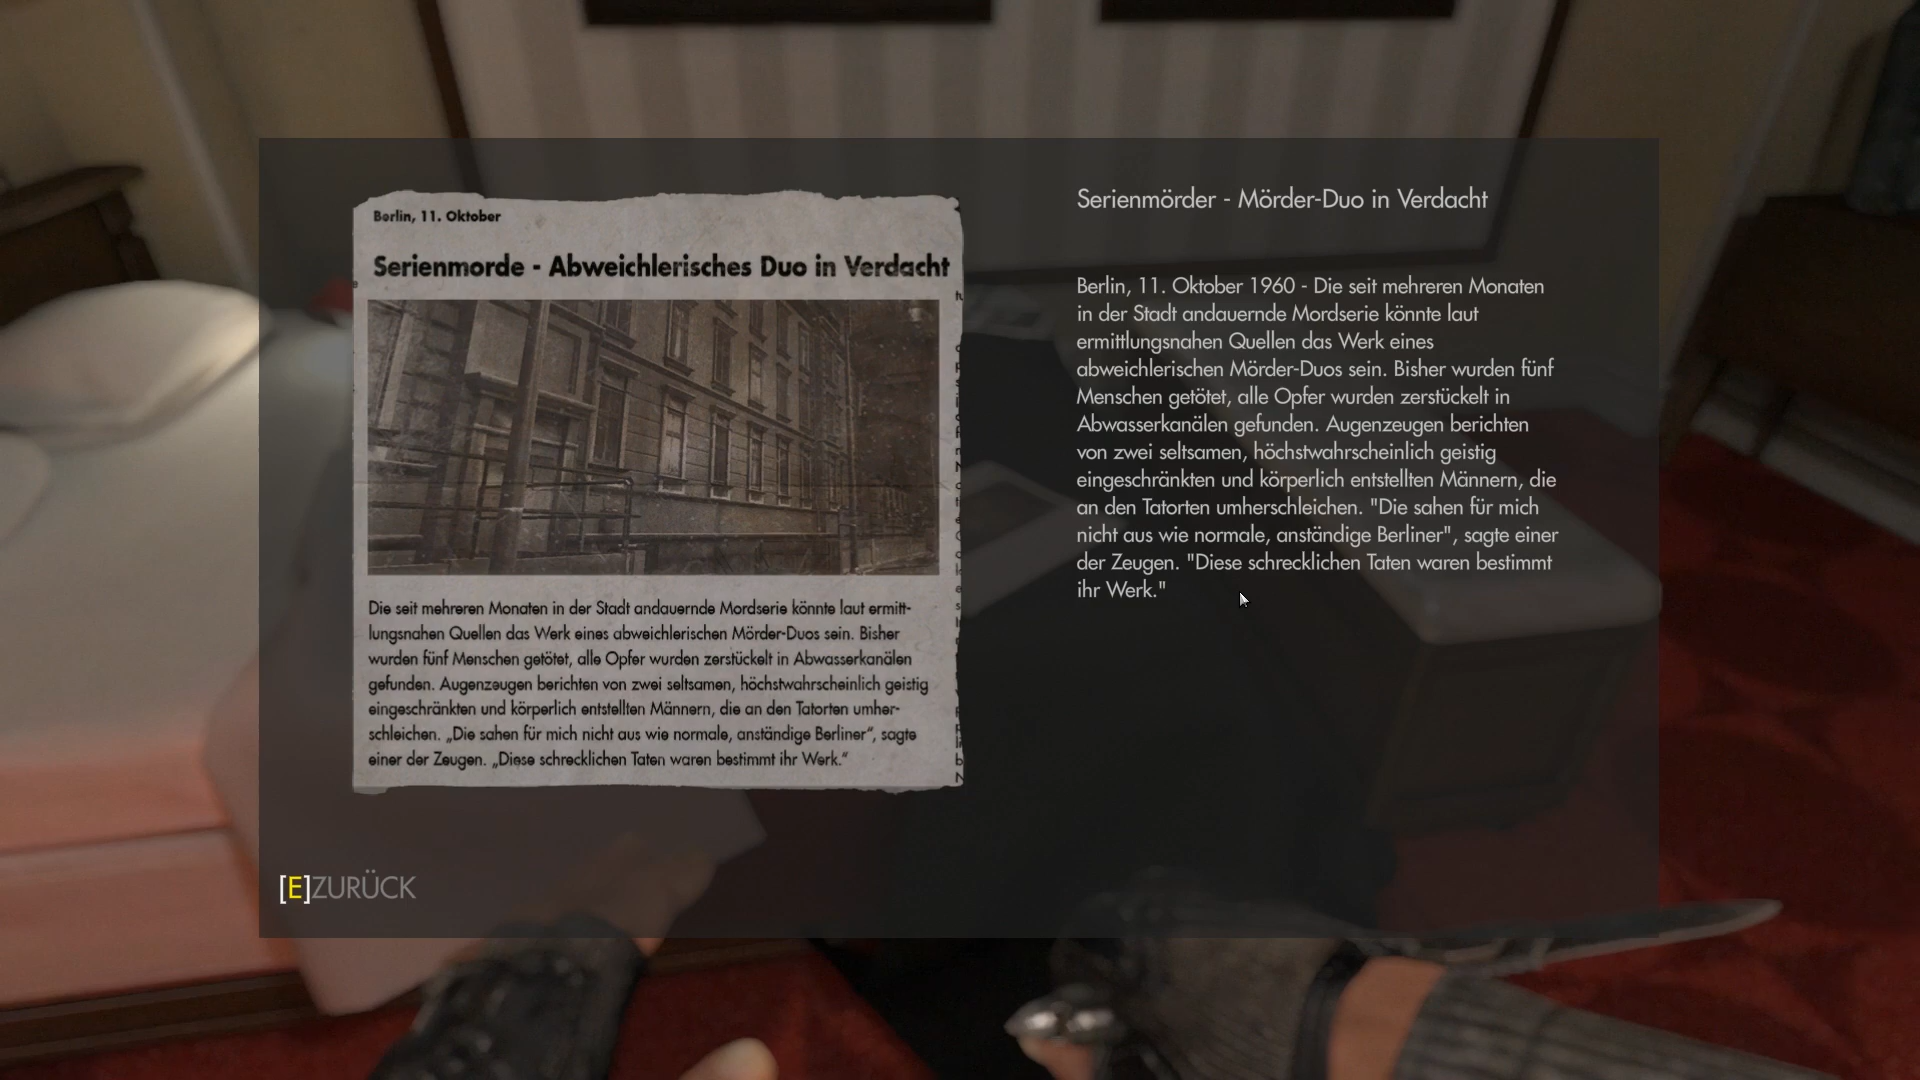 Berlin, 11. Oktober
Serienmorde - Abweichlerisches Duo in Verdacht
Die seit mehreren Monaten in der Stadt andauernde Mordserie könnte laut ermitt-
lungsnahen Quellen das Werk eines abweichlerischen Mörder-Duos sein. Bisher
wurden fünf Menschen getötet, alle Opfer wurden zerstückelt in Abwasserkanälen
gefunden. Augenzeugen berichten von zwei seltsamen, höchstwahrscheinlich geistig
eingeschränkten und körperlich entstellten Männern, die an den Tatorten umher-
schleichen. „Die sahen für mich nicht aus wie normale, anständige Berliner“, sagte
einer der Zeugen. „Diese schrecklichen Taten waren bestimmt ihr Werk.“
Serienmörder - Mörder-Duo in Verdacht
Berlin, 11. Oktober 1960 - Die seit mehreren Monaten
in der Stadt andauernde Mordserie könnte laut
ermittlungsnahen Quellen das Werk eines
abweichlerischen Mörder-Duos sein. Bisher wurden fünf
Menschen getötet, alle Opfer wurden zerstückelt in
Abwasserkanälen gefunden. Augenzeugen berichten
von zwei seltsamen, höchstwahrscheinlich geistig
eingeschränkten und körperlich entstellten Männern, die
an den Tatorten umherschleichen. "Die sahen für mich
nicht aus wie normale, anständige Berliner", sagte einer
der Zeugen. "Diese schrecklichen Taten waren bestimmt
ihr Werk."
[E]ZURÜCK